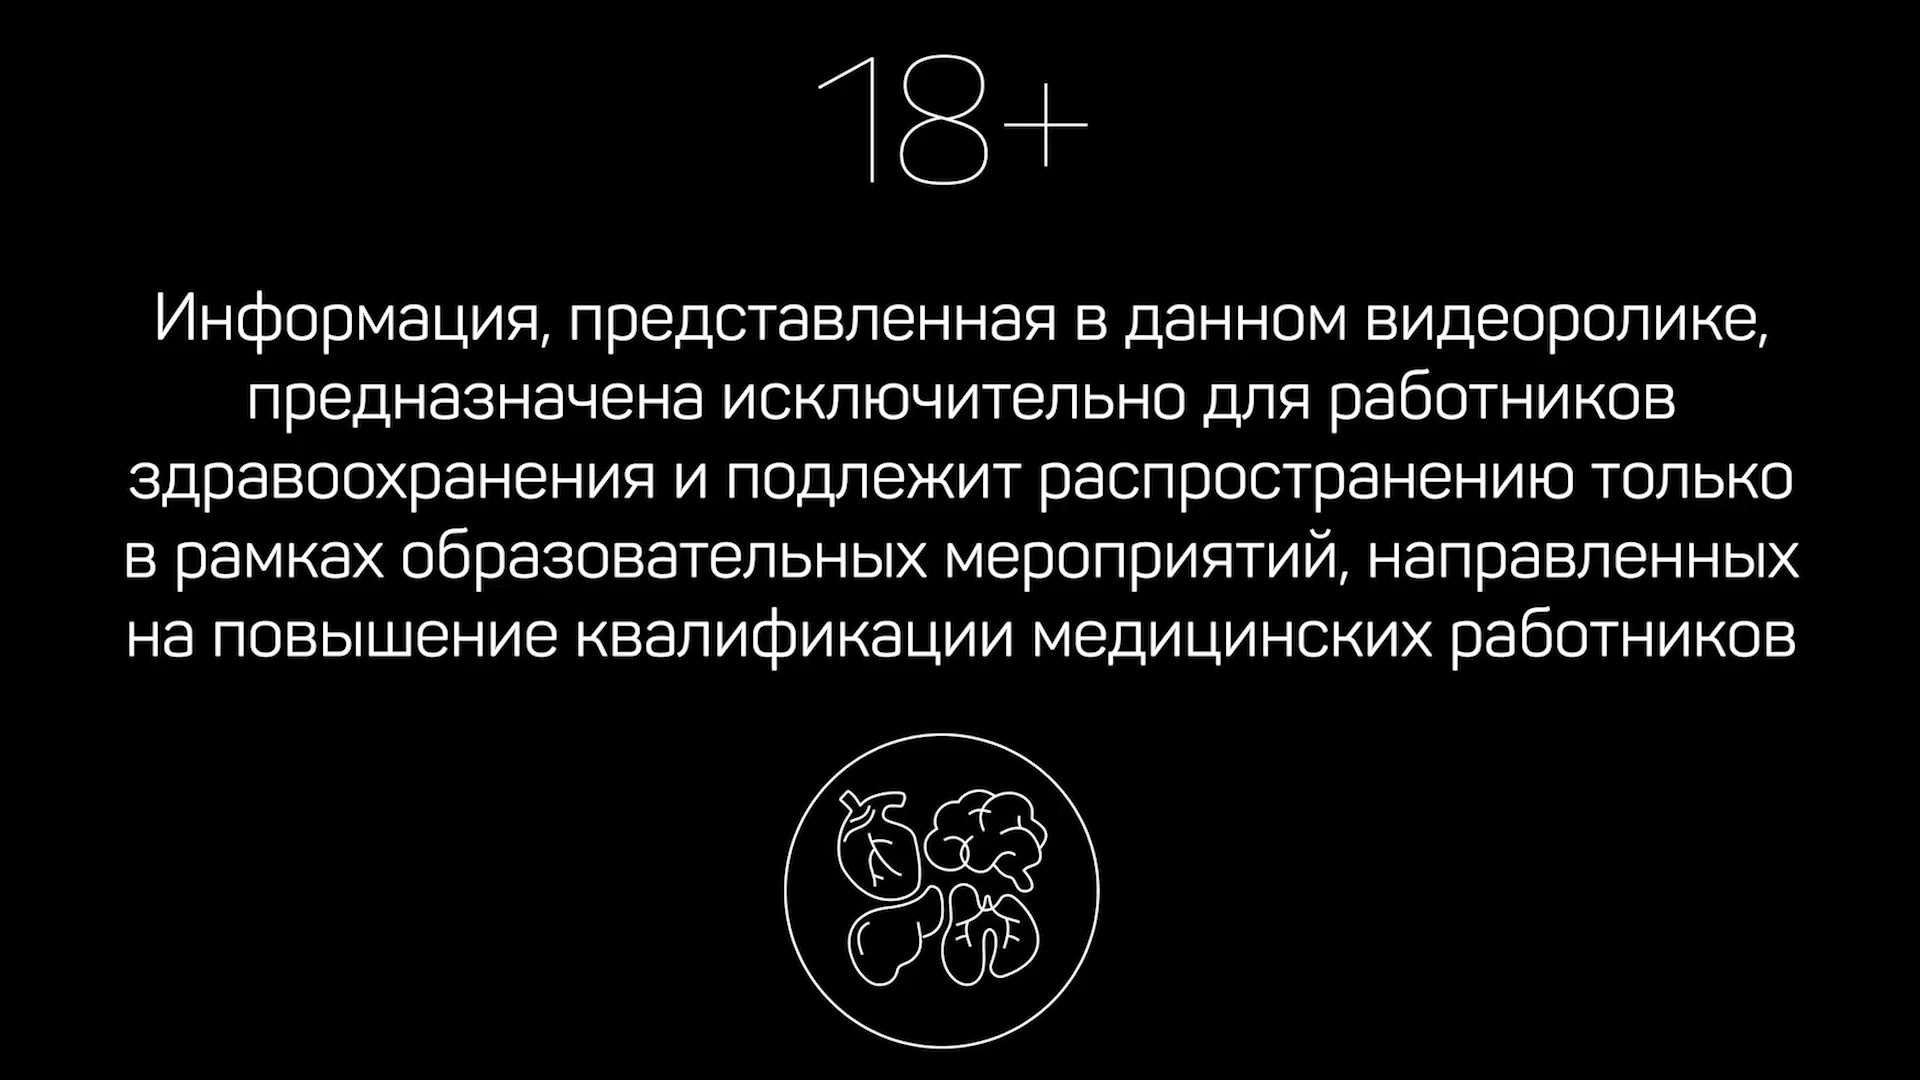 18+
Информация, представленная в данном видеоролике,
предназначена исключительно для работников
здравоохранения и подлежит распространению только
в рамках образовательных мероприятий, направленных
на повышение квалификации медицинских работников